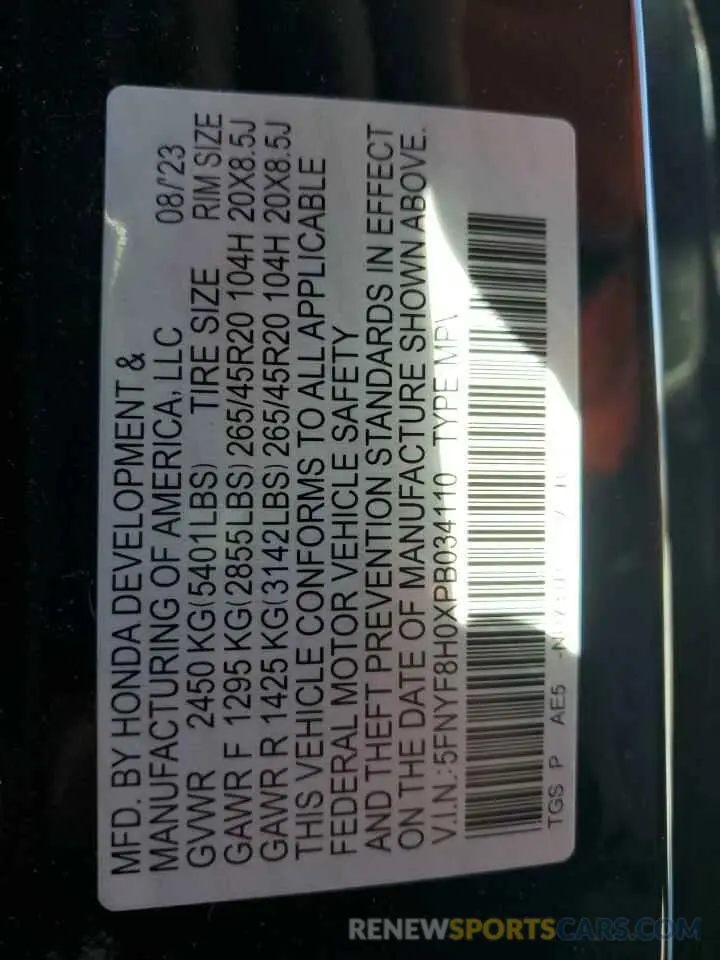 MFD. BY HONDA DEVELOPMENT &
MANUFACTURING OF AMERICA, LLC 08/23
GVWR 2450 KG(5401LBS) TIRE SIZE RIM SIZE
GAWR F 1295 KG(2855LBS) 265/45R20 104H 20X8.5J
GAWR R 1425 KG(3142LBS) 265/45R20 104H 20X8.5J
THIS VEHICLE CONFORMS TO ALL APPLICABLE
FEDERAL MOTOR VEHICLE SAFETY
AND THEFT PREVENTION STANDARDS IN EFFECT
ON THE DATE OF MANUFACTURE SHOWN ABOVE.
V.I.N.:5FNYF8H0XPB034110 TYPE:
TGS P AE5
RENEWSPORTSCARS.COM